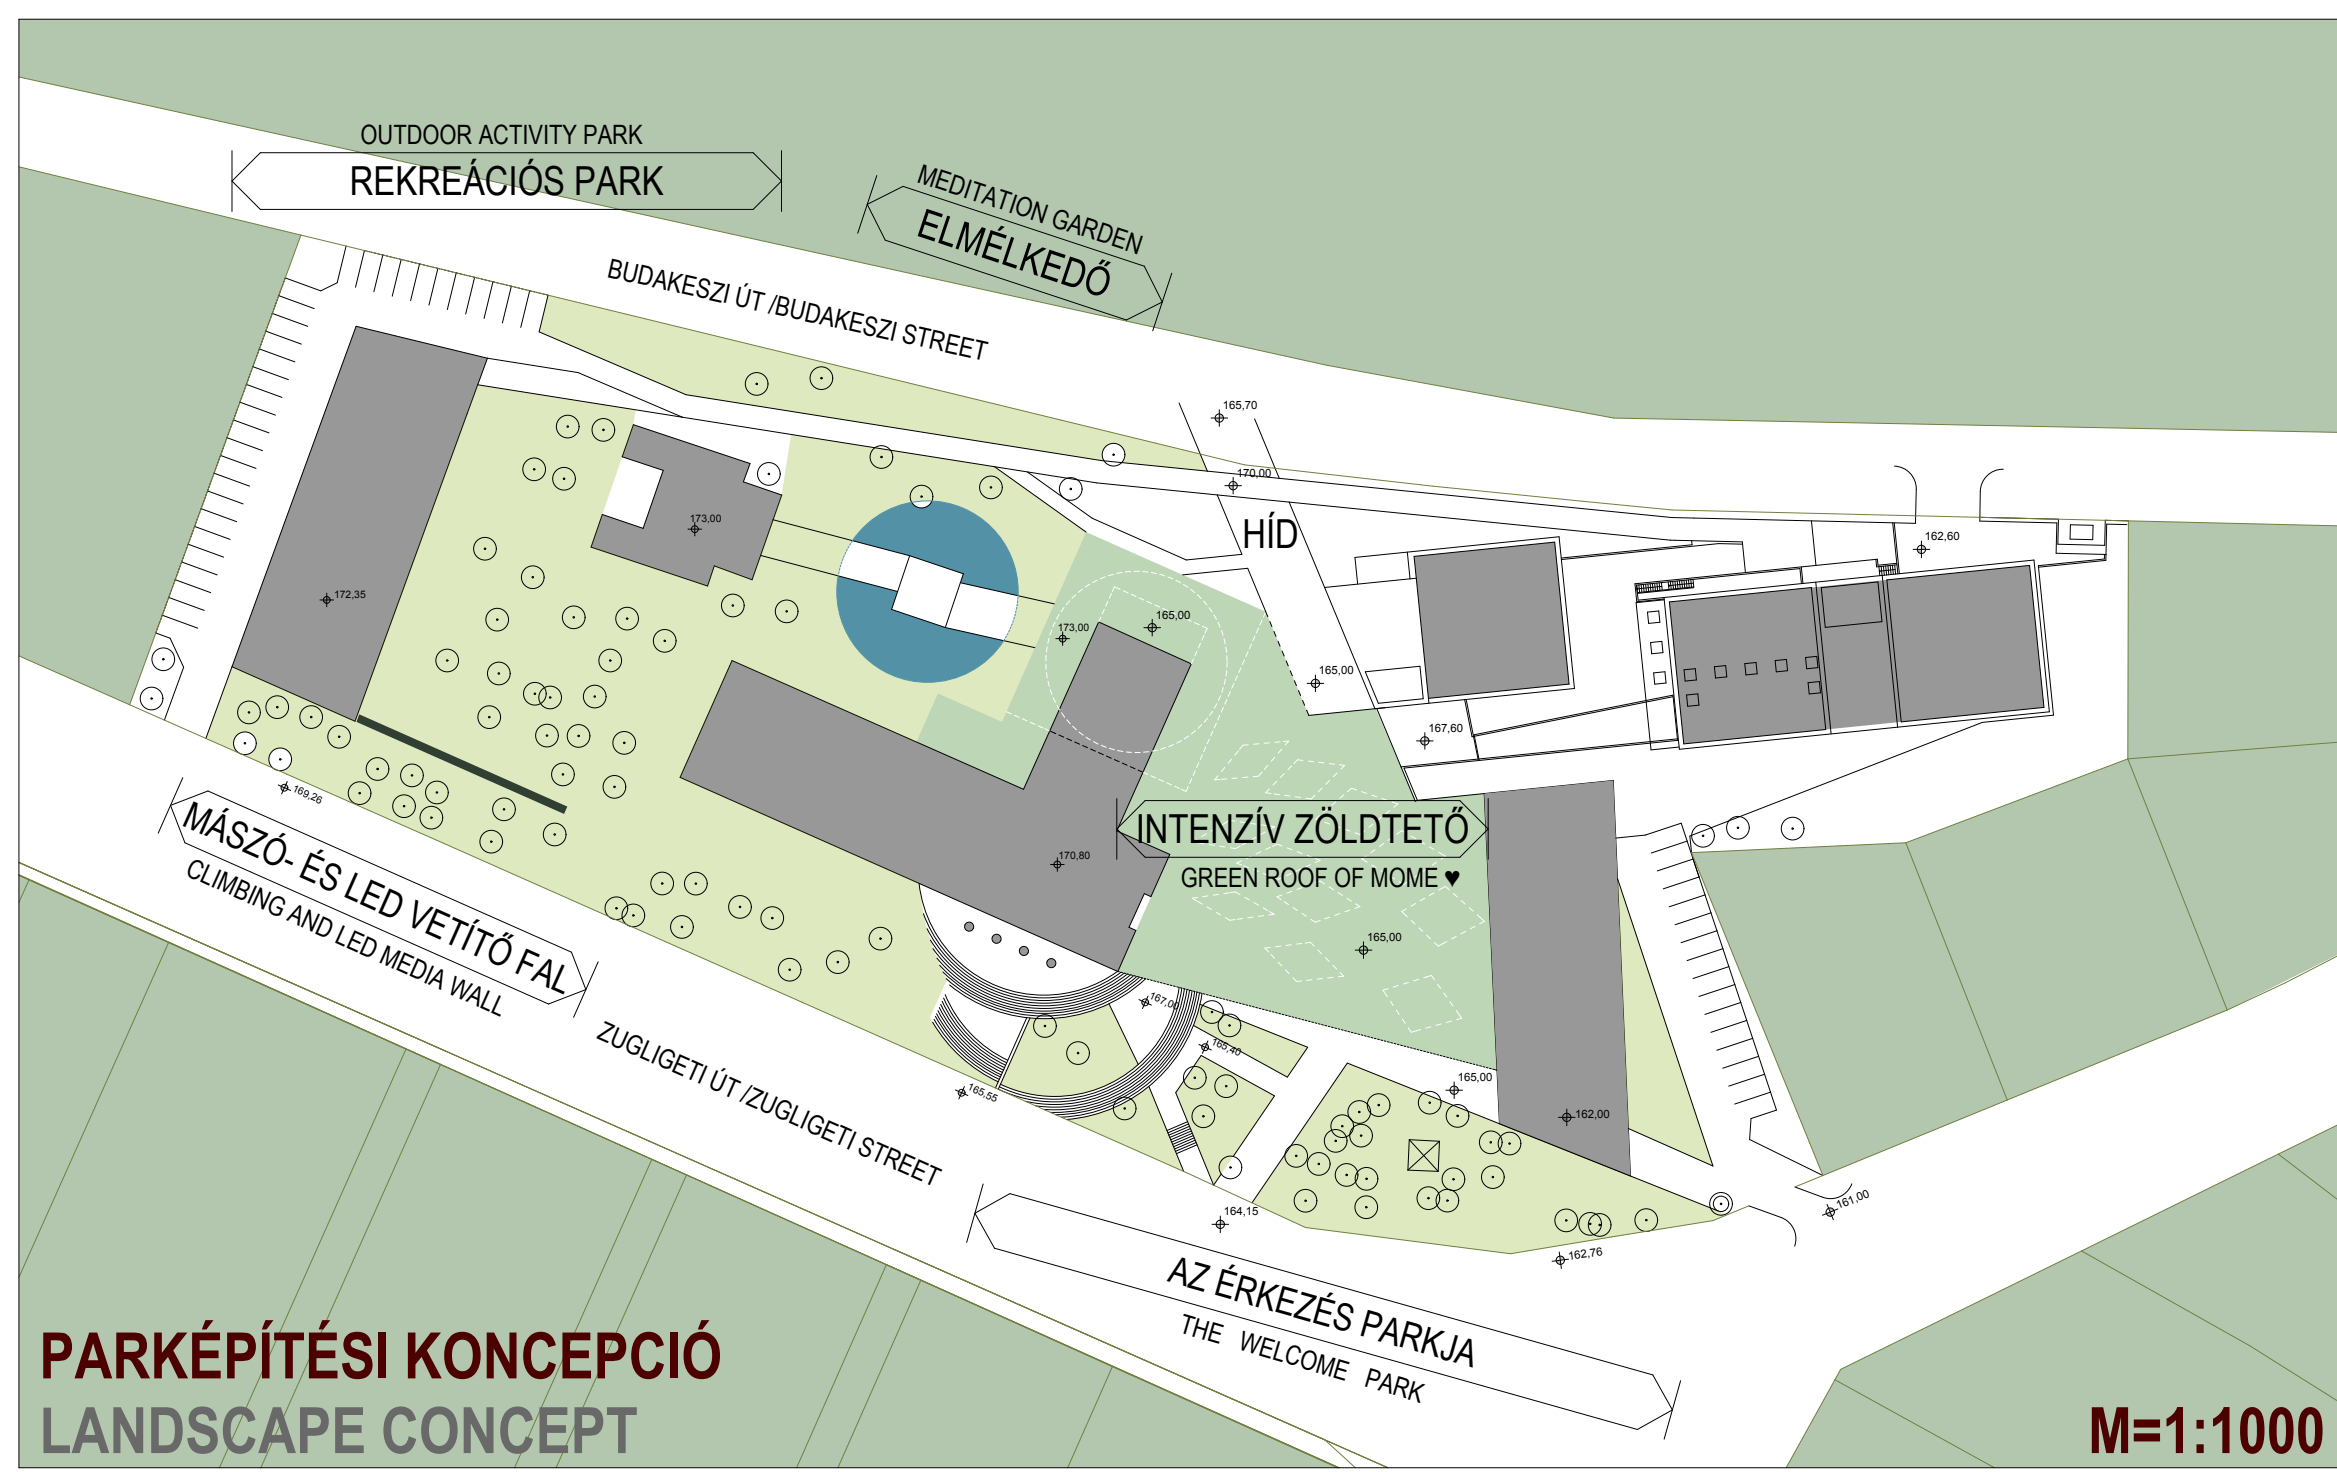 OUTDOOR ACTIVITY PARK
REKREÁCIÓS PARK
MEDITATION GARDEN
ELMÉLKEDŐ
BUDAKESZI ÚT /BUDAKESZI STREET
165,70
170,00
HÍD
173,00
162,60
172,35
165,00
173,00
165,00
167,60
169,26
MÁSZÓ- ÉS LED VETÍTŐ FAL
CLIMBING AND LED MEDIA WALL
INTENZÍV ZÖLDTETŐ
GREEN ROOF OF MOME ♥
170,80
165,00
167,00
165,40
165,55
165,00
162,00
ZUGLIGETI ÚT /ZUGLIGETI STREET
164,15
161,00
162,76
AZ ÉRKEZÉS PARKJA
THE WELCOME PARK
PARKÉPÍTÉSI KONCEPCIÓ
LANDSCAPE CONCEPT
M=1:1000